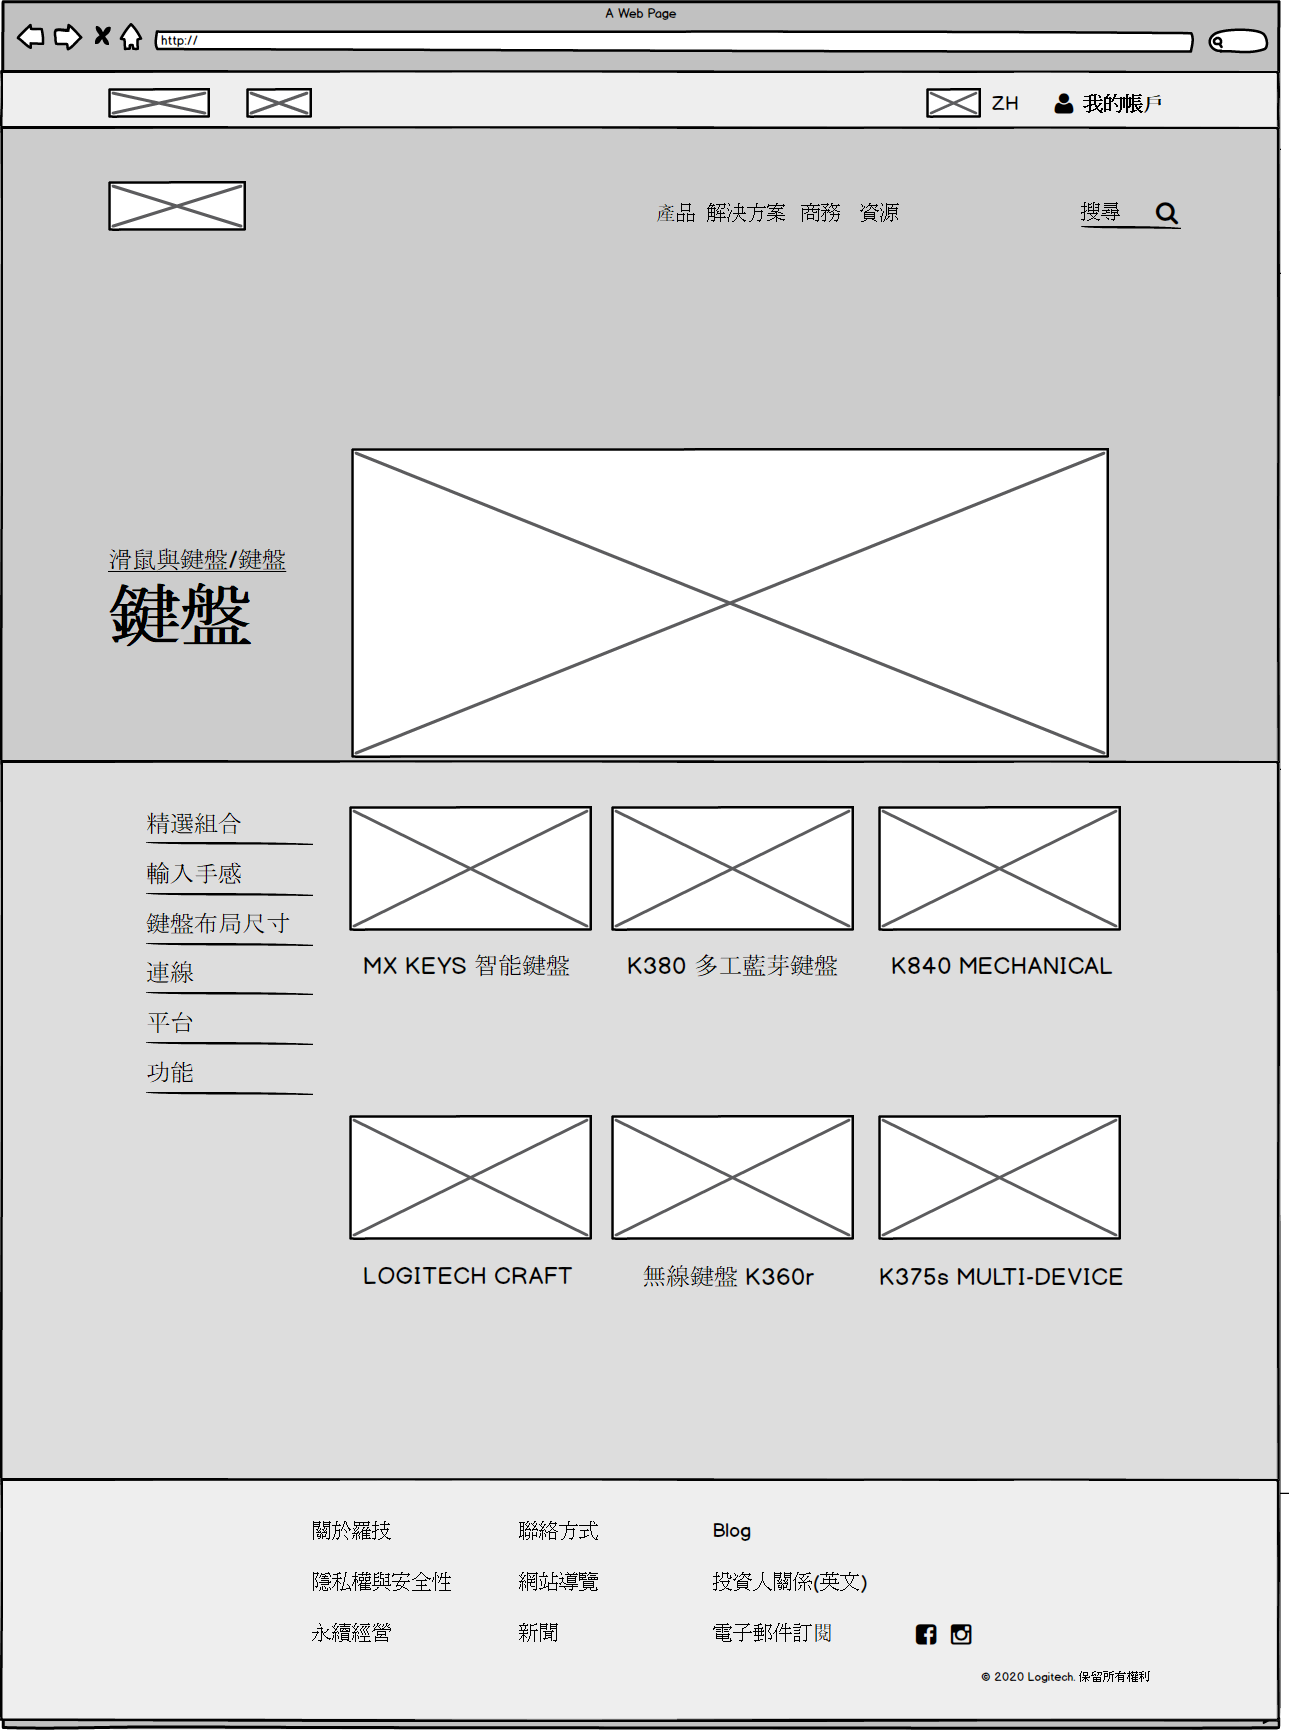 A Web Page
http://
ZH 我的帳戶
產品 解決方案 商務 資源 搜尋
滑鼠與鍵盤/鍵盤
鍵盤
精選組合
輸入手感
鍵盤布局尺寸
連線
平台
功能
MX KEYS 智能鍵盤
K380 多工藍芽鍵盤
K840 MECHANICAL
LOGITECH CRAFT
無線鍵盤 K360r
K375s MULTI-DEVICE
關於羅技 聯絡方式 Blog
隱私權與安全性 網站導覽 投資人關係(英文)
永續經營 新聞 電子郵件訂閱
© 2020 Logitech. 保留所有權利